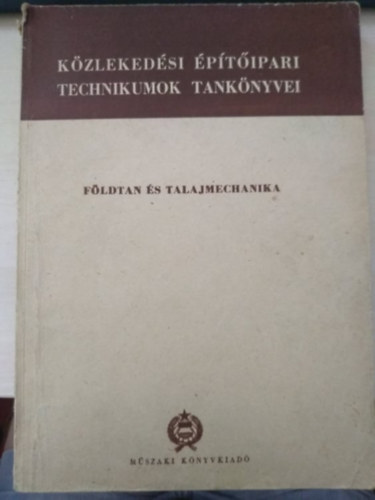 KÖZLEKEDÉSI ÉPÍTŐIPARI
TECHNIKUMOK TANKÖNYVEI
FÖLDTAN ÉS TALAJMECHANIKA
MŰSZAKI KÖNYVKIADÓ